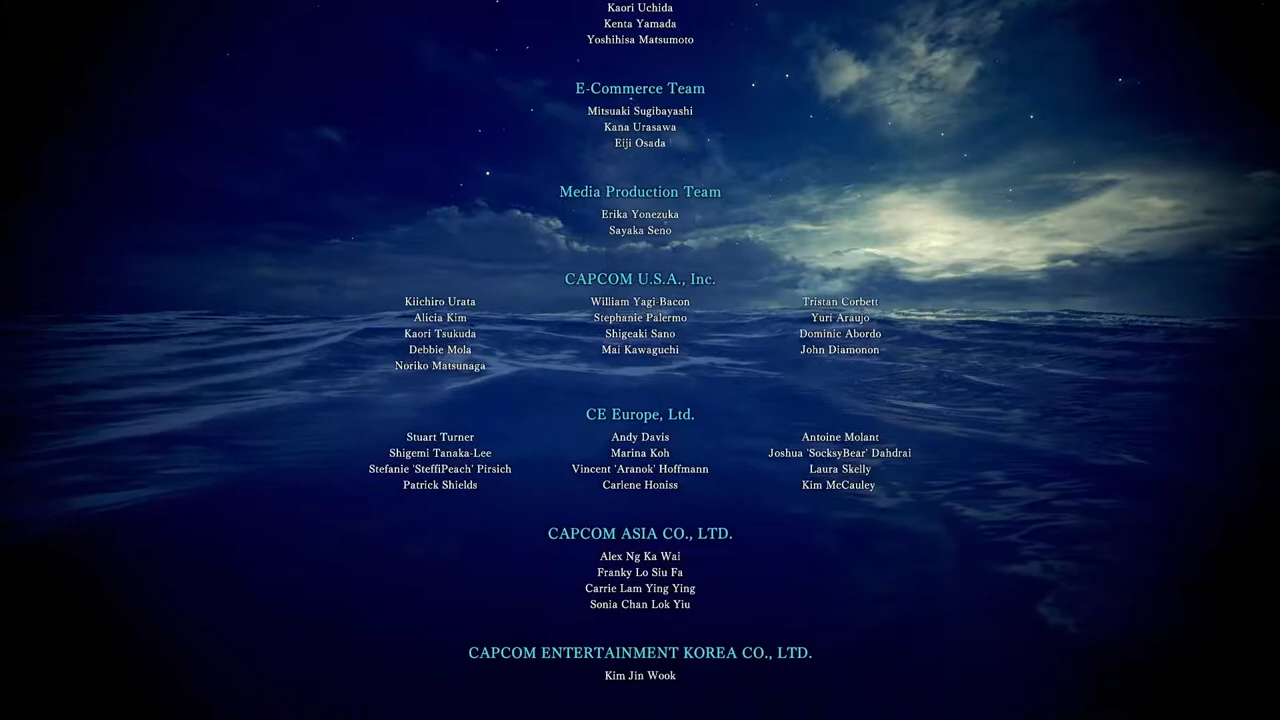 Kaori Uchida
Kenta Yamada
Yoshihisa Matsumoto
E-Commerce Team
Mitsuaki Sugibayashi
Kana Urasawa
Eiji Osada
Media Production Team
Erika Yonezuka
Sayaka Seno
CAPCOM U.S.A., Inc.
Kiichiro Urata William Yagi-Bacon Tristan Corbett
Alicia Kim Stephanie Palermo Yuri Araujo
Kaori Tsukuda Shigeaki Sano Dominic Abordo
Debbie Mola Mai Kawaguchi John Diamonon
Noriko Matsunaga
CE Europe, Ltd.
Stuart Turner Andy Davis Antoine Molant
Shigemi Tanaka-Lee Marina Koh Joshua 'SocksyBear' Dahdrai
Stefanie 'SteffiPeach' Pirsich Vincent 'Aranok' Hoffmann Laura Skelly
Patrick Shields Carlene Honiss Kim McCauley
CAPCOM ASIA CO., LTD.
Alex Ng Ka Wai
Franky Lo Siu Fa
Carrie Lam Ying Ying
Sonia Chan Lok Yiu
CAPCOM ENTERTAINMENT KOREA CO., LTD.
Kim Jin Wook